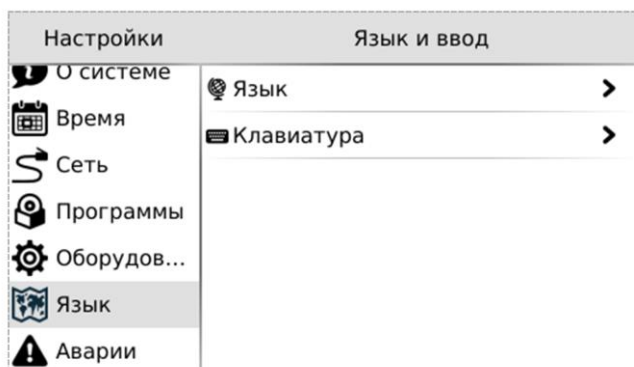 Настройки
Язык и ввод
О системе
Время
Сеть
Программы
Оборудов...
Язык
Аварии
Язык
Клавиатура